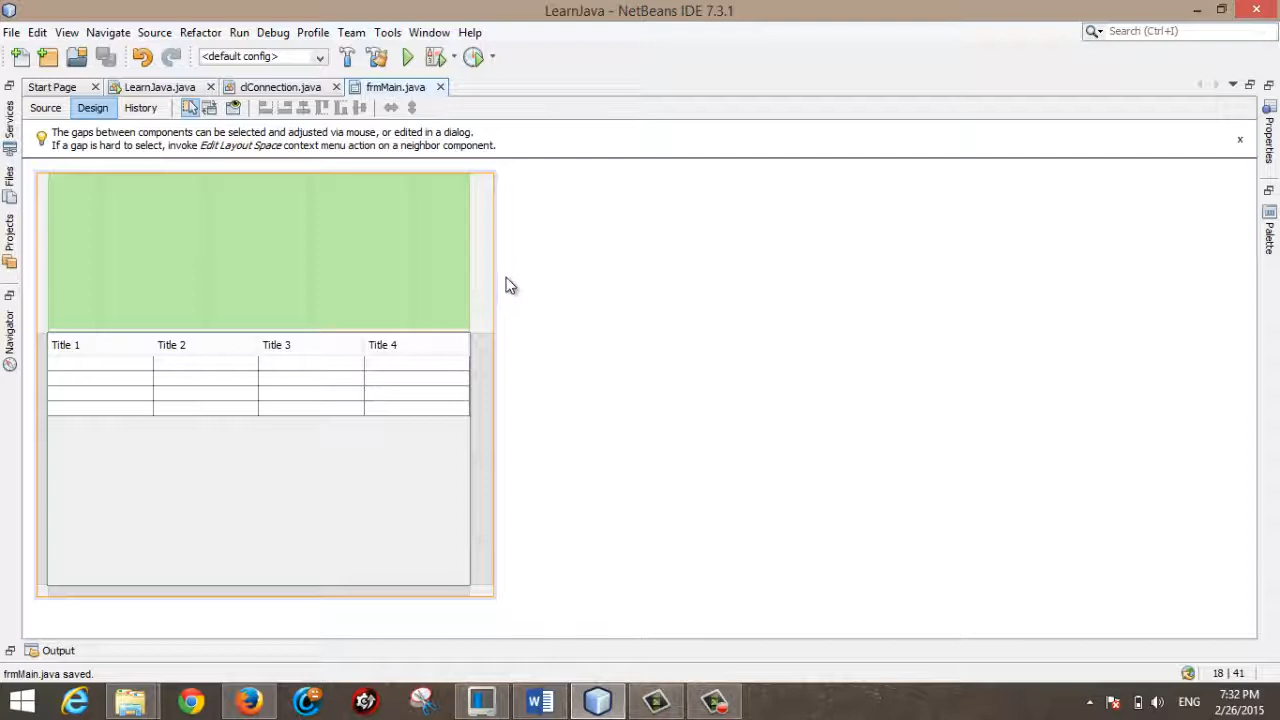 LearnJava - NetBeans IDE 7.3.1
File Edit View Navigate Source Refactor Run Debug Profile Team Tools Window Help
Search (Ctrl+I)
<default config>
Start Page LearnJava.java clConnection.java frmMain.java
Source Design History
The gaps between components can be selected and adjusted via mouse, or edited in a dialog.
If a gap is hard to select, invoke Edit Layout Space context menu action on a neighbor component.
x
Services
Files
Projects
Navigator
Properties
Palette
Title 1 Title 2 Title 3 Title 4
Output
frmMain.java saved.
18 | 41
ENG
7:32 PM
2/26/2015